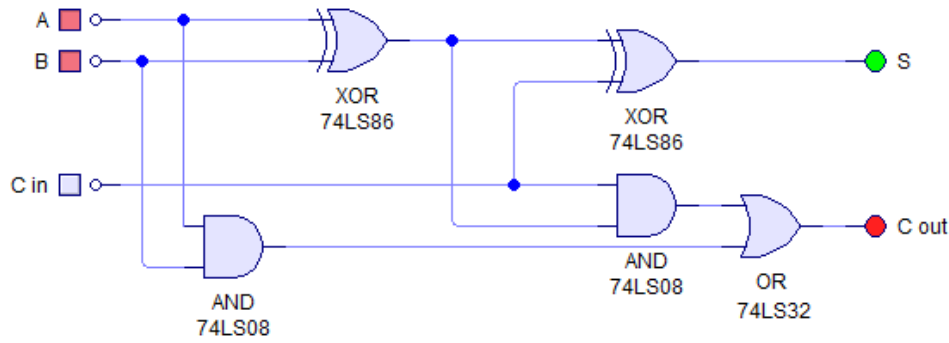 A
B
S
XOR
74LS86
XOR
74LS86
C in
C out
AND
74LS08
AND
74LS08
OR
74LS32